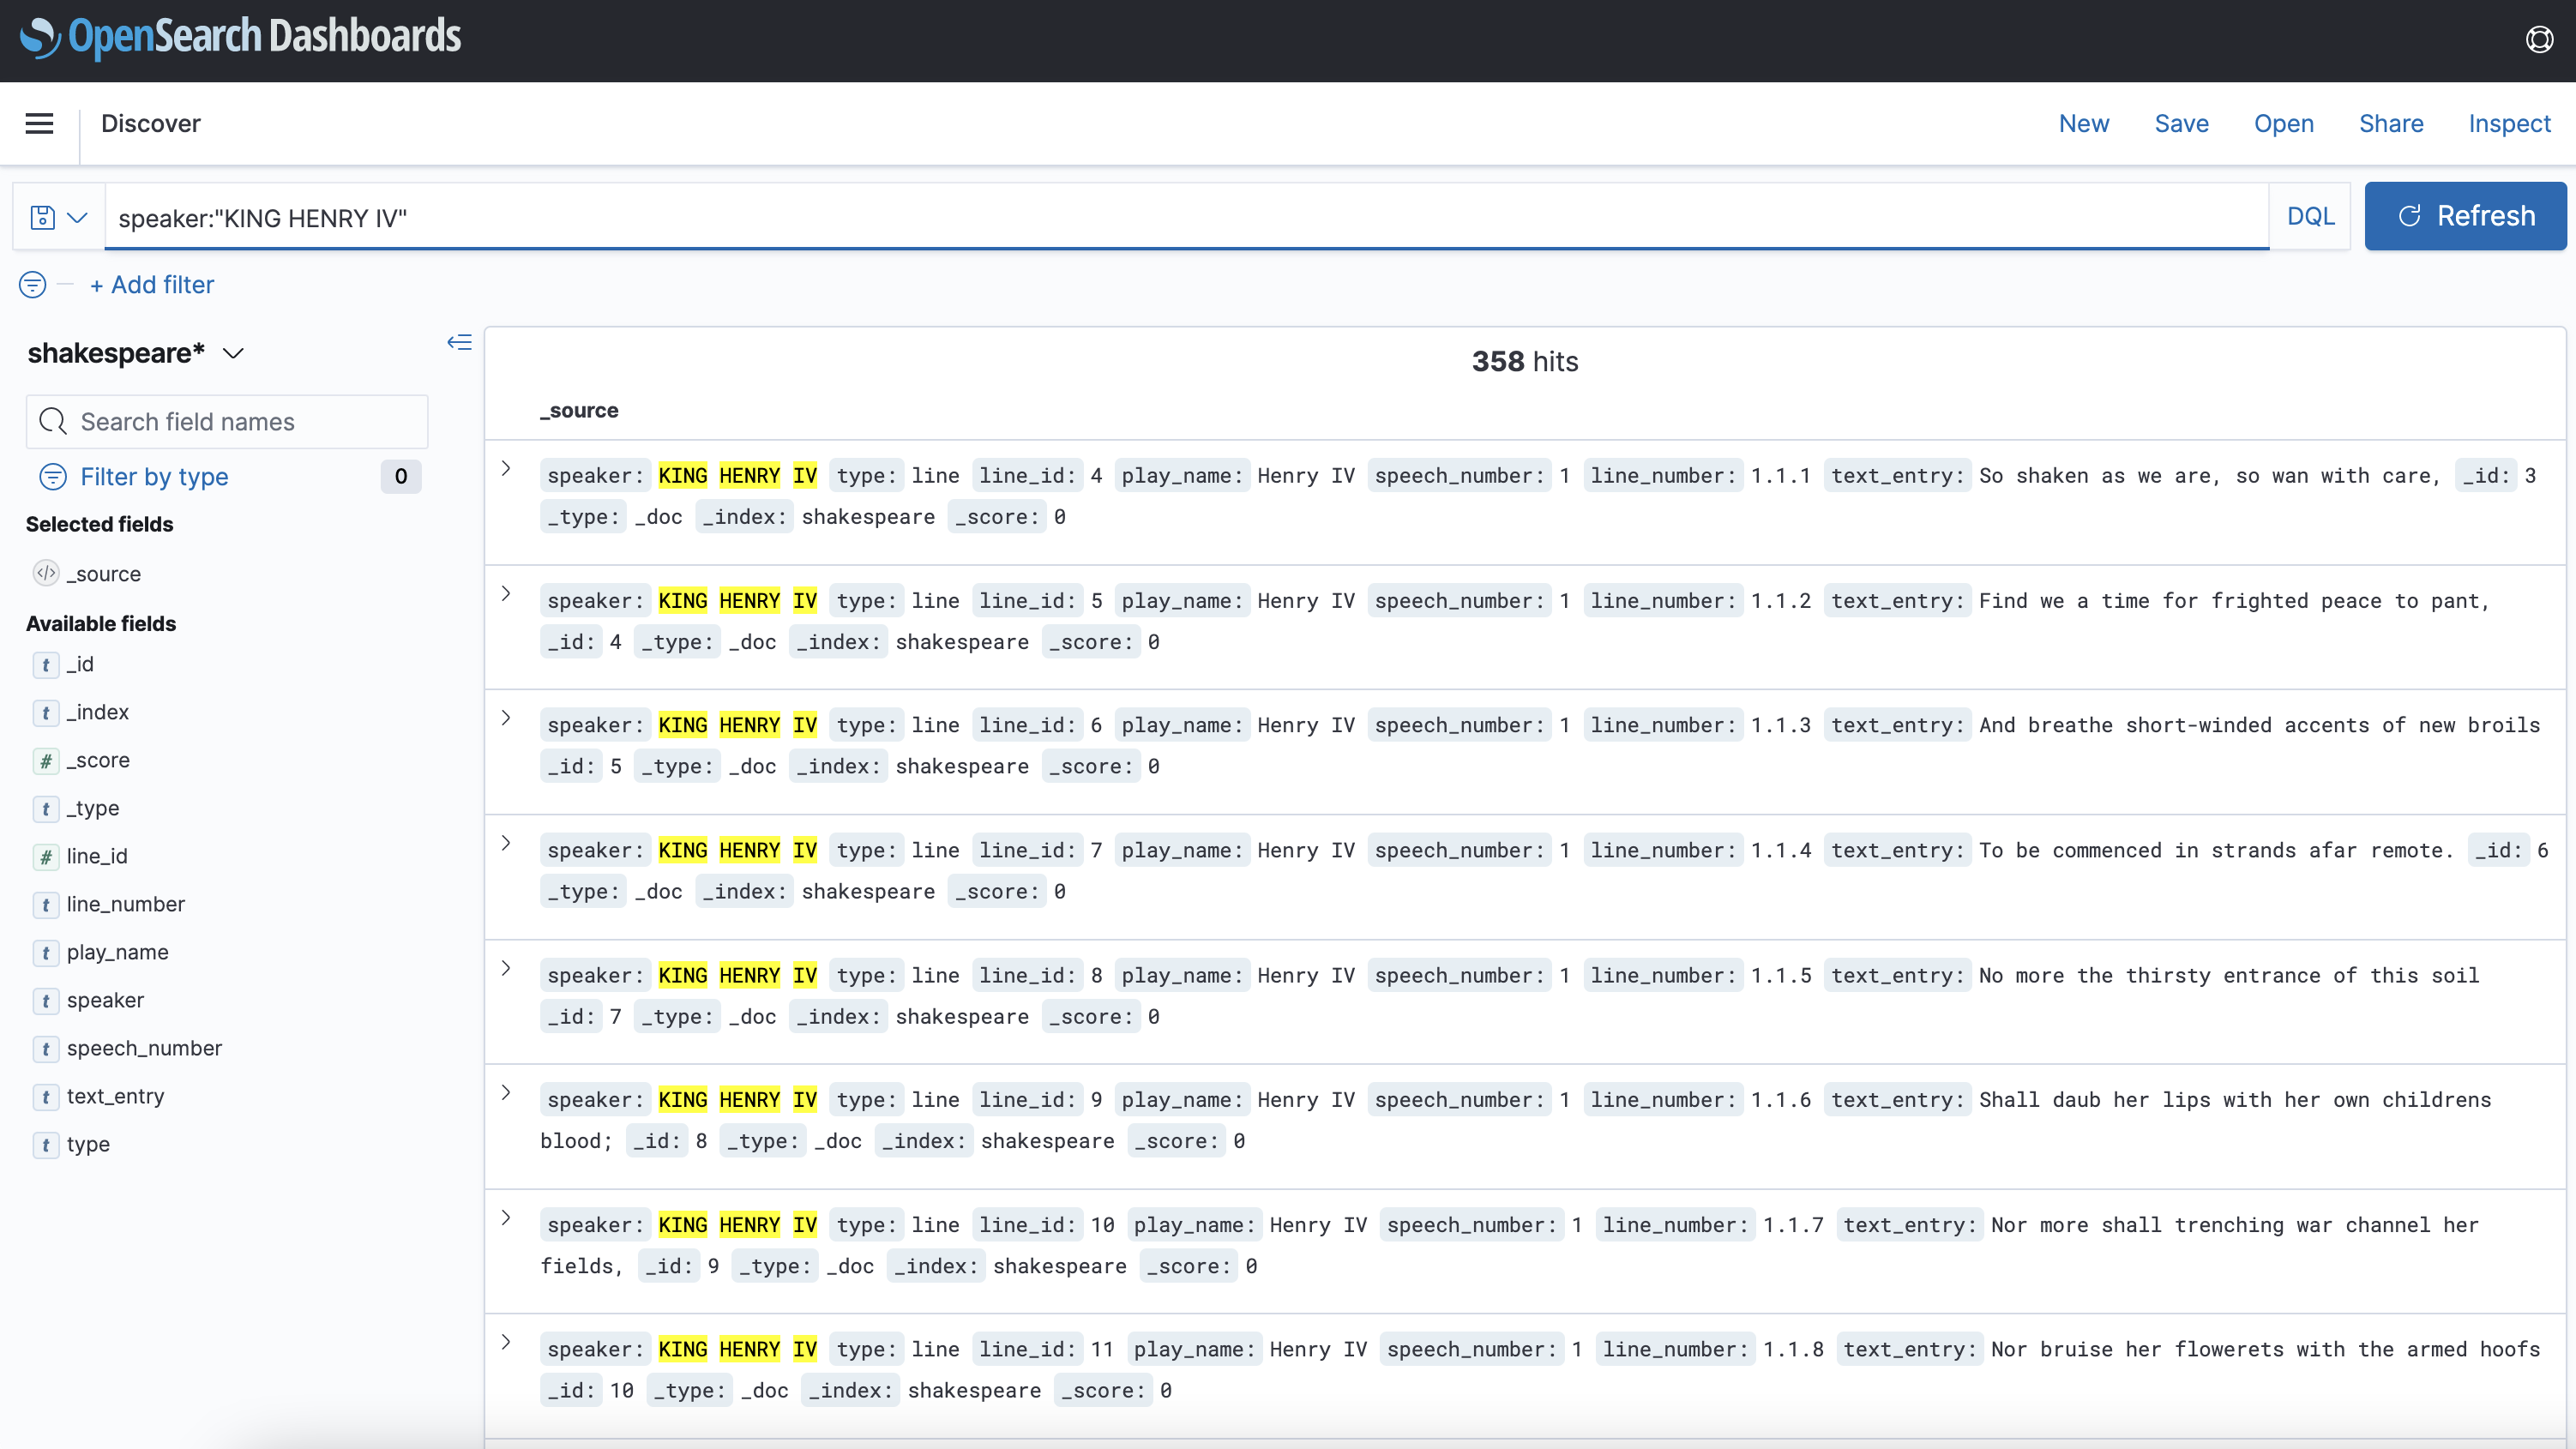 OpenSearch Dashboards
Discover
New Save Open Share Inspect
speaker:"KING HENRY IV"
DQL
Refresh
+ Add filter
shakespeare*
Search field names
Filter by type 0
Selected fields
_source
Available fields
t _id
t _index
# _score
t _type
# line_id
t line_number
t play_name
t speaker
t speech_number
t text_entry
t type
358 hits
_source
speaker: KING HENRY IV type: line line_id: 4 play_name: Henry IV speech_number: 1 line_number: 1.1.1 text_entry: So shaken as we are, so wan with care, _id: 3
_type: _doc _index: shakespeare _score: 0
speaker: KING HENRY IV type: line line_id: 5 play_name: Henry IV speech_number: 1 line_number: 1.1.2 text_entry: Find we a time for frighted peace to pant,
_id: 4 _type: _doc _index: shakespeare _score: 0
speaker: KING HENRY IV type: line line_id: 6 play_name: Henry IV speech_number: 1 line_number: 1.1.3 text_entry: And breathe short-winded accents of new broils
_id: 5 _type: _doc _index: shakespeare _score: 0
speaker: KING HENRY IV type: line line_id: 7 play_name: Henry IV speech_number: 1 line_number: 1.1.4 text_entry: To be commenced in strands afar remote. _id: 6
_type: _doc _index: shakespeare _score: 0
speaker: KING HENRY IV type: line line_id: 8 play_name: Henry IV speech_number: 1 line_number: 1.1.5 text_entry: No more the thirsty entrance of this soil
_id: 7 _type: _doc _index: shakespeare _score: 0
speaker: KING HENRY IV type: line line_id: 9 play_name: Henry IV speech_number: 1 line_number: 1.1.6 text_entry: Shall daub her lips with her own childrens
blood; _id: 8 _type: _doc _index: shakespeare _score: 0
speaker: KING HENRY IV type: line line_id: 10 play_name: Henry IV speech_number: 1 line_number: 1.1.7 text_entry: Nor more shall trenching war channel her
fields, _id: 9 _type: _doc _index: shakespeare _score: 0
speaker: KING HENRY IV type: line line_id: 11 play_name: Henry IV speech_number: 1 line_number: 1.1.8 text_entry: Nor bruise her flowerets with the armed hoofs
_id: 10 _type: _doc _index: shakespeare _score: 0